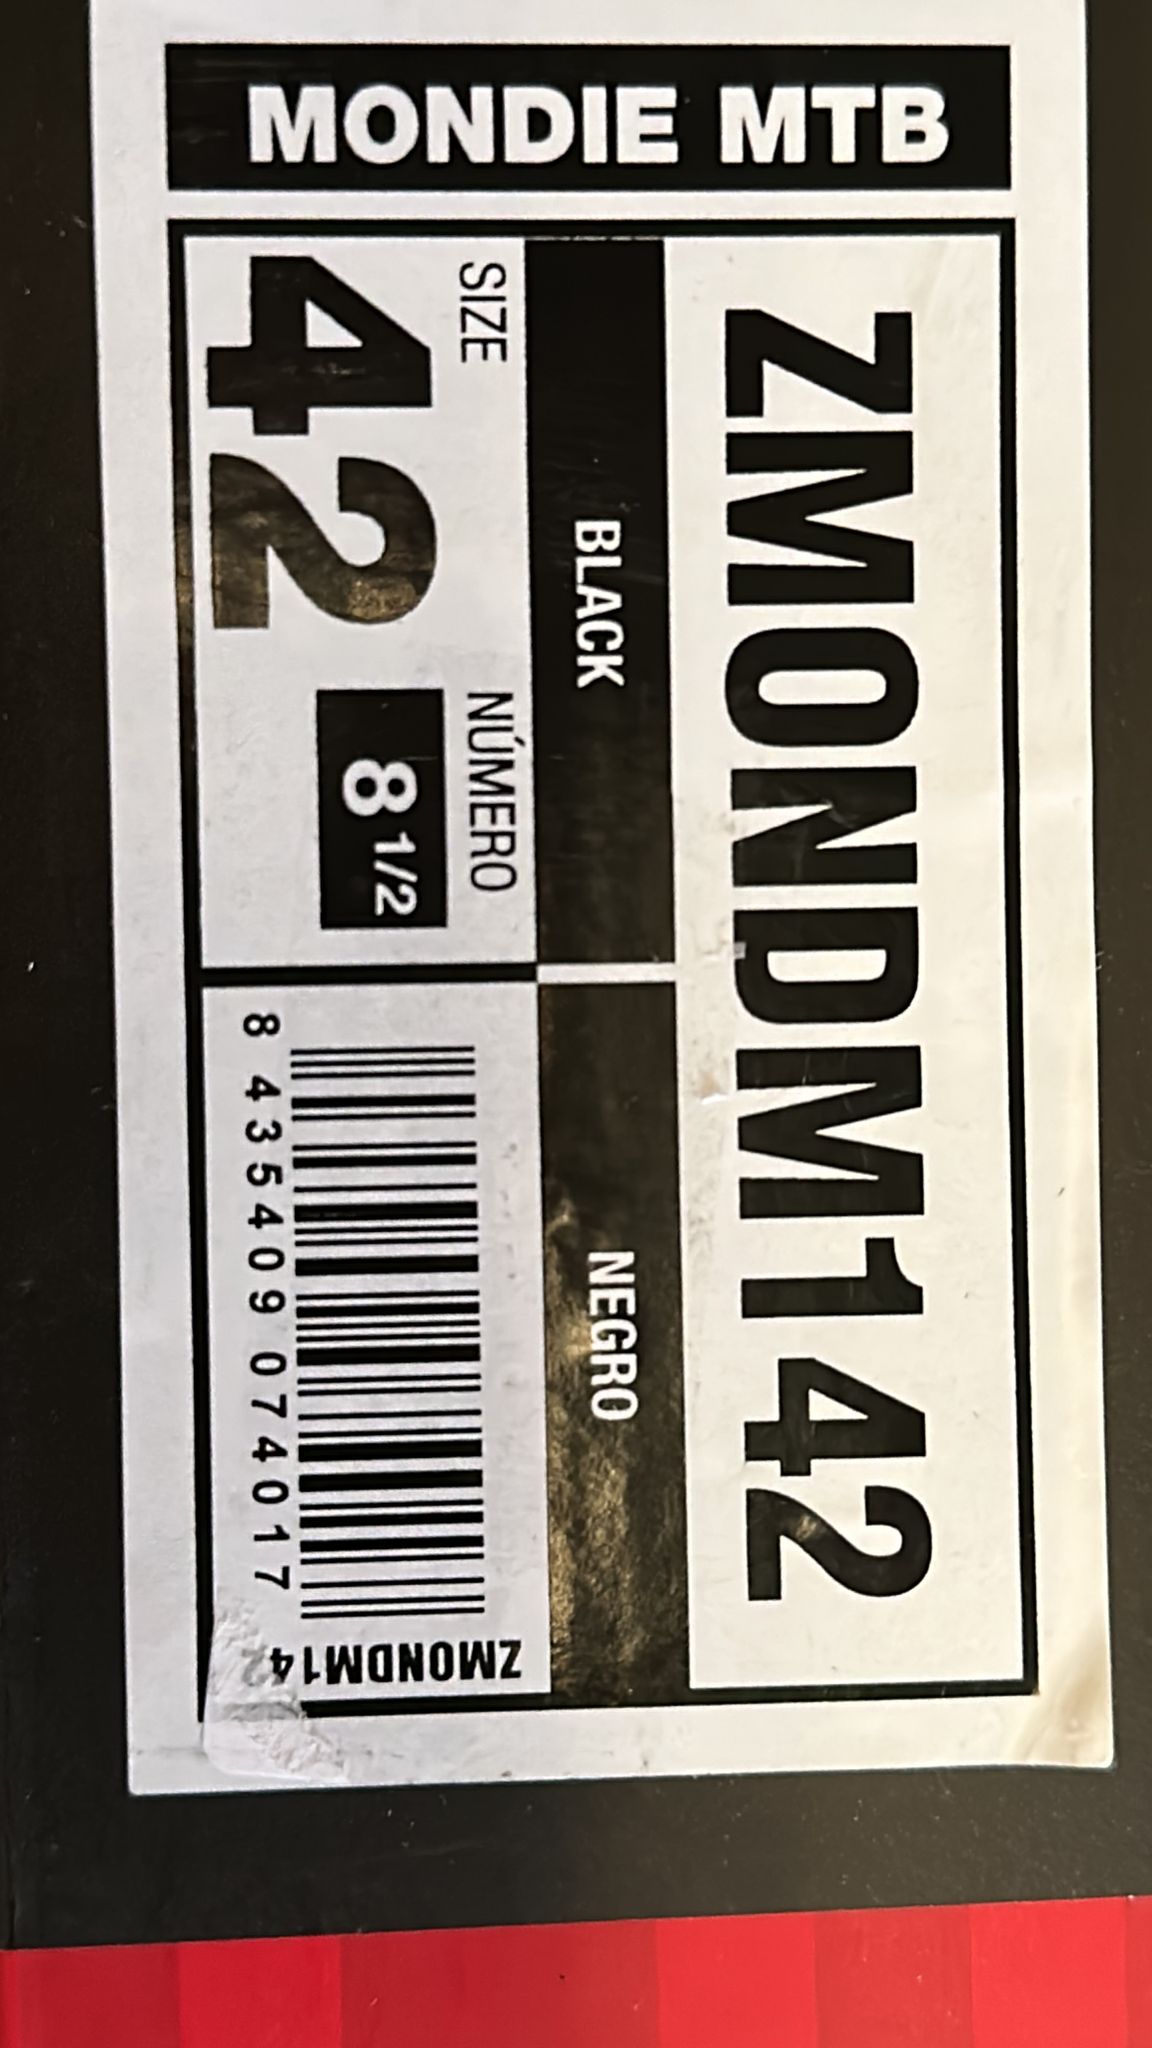 MONDIE MTB
ZMONDM142
BLACK
NEGRO
SIZE
42
NÚMERO
8 1/2
8 435409 074017
ZMONDM142